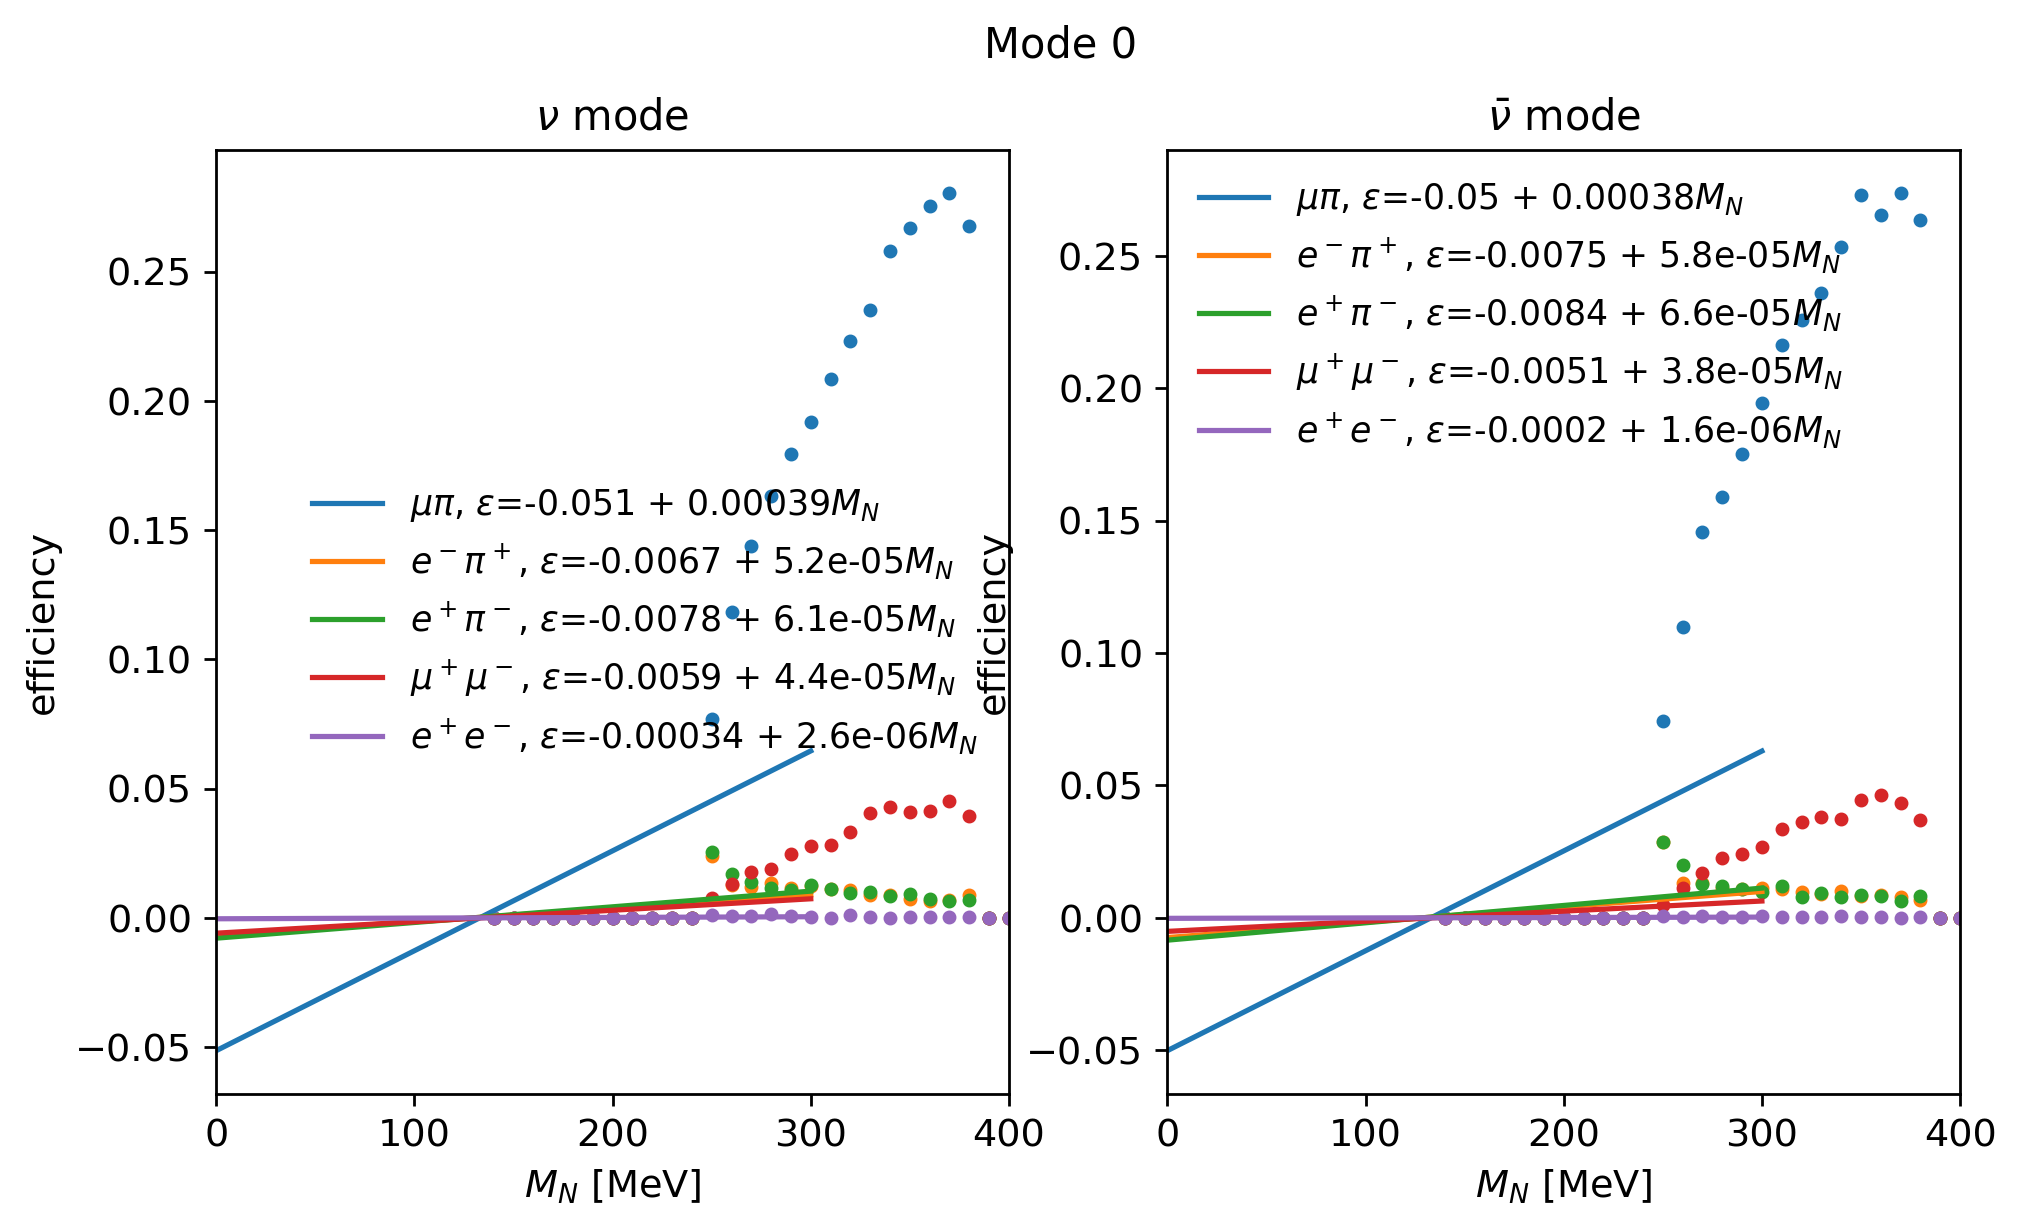 Mode 0
ν mode
0.25
0.20
0.15
0.10
0.05
0.00
−0.05
efficiency
μπ, ε=-0.051 + 0.00039M_N
e⁻π⁺, ε=-0.0067 + 5.2e-05M_N
e⁺π⁻, ε=-0.0078 + 6.1e-05M_N
μ⁺μ⁻, ε=-0.0059 + 4.4e-05M_N
e⁺e⁻, ε=-0.00034 + 2.6e-06M_N
0 100 200 300 400
M_N [MeV]
ν̄ mode
0.25
0.20
0.15
0.10
0.05
0.00
−0.05
efficiency
μπ, ε=-0.05 + 0.00038M_N
e⁻π⁺, ε=-0.0075 + 5.8e-05M_N
e⁺π⁻, ε=-0.0084 + 6.6e-05M_N
μ⁺μ⁻, ε=-0.0051 + 3.8e-05M_N
e⁺e⁻, ε=-0.0002 + 1.6e-06M_N
0 100 200 300 400
M_N [MeV]